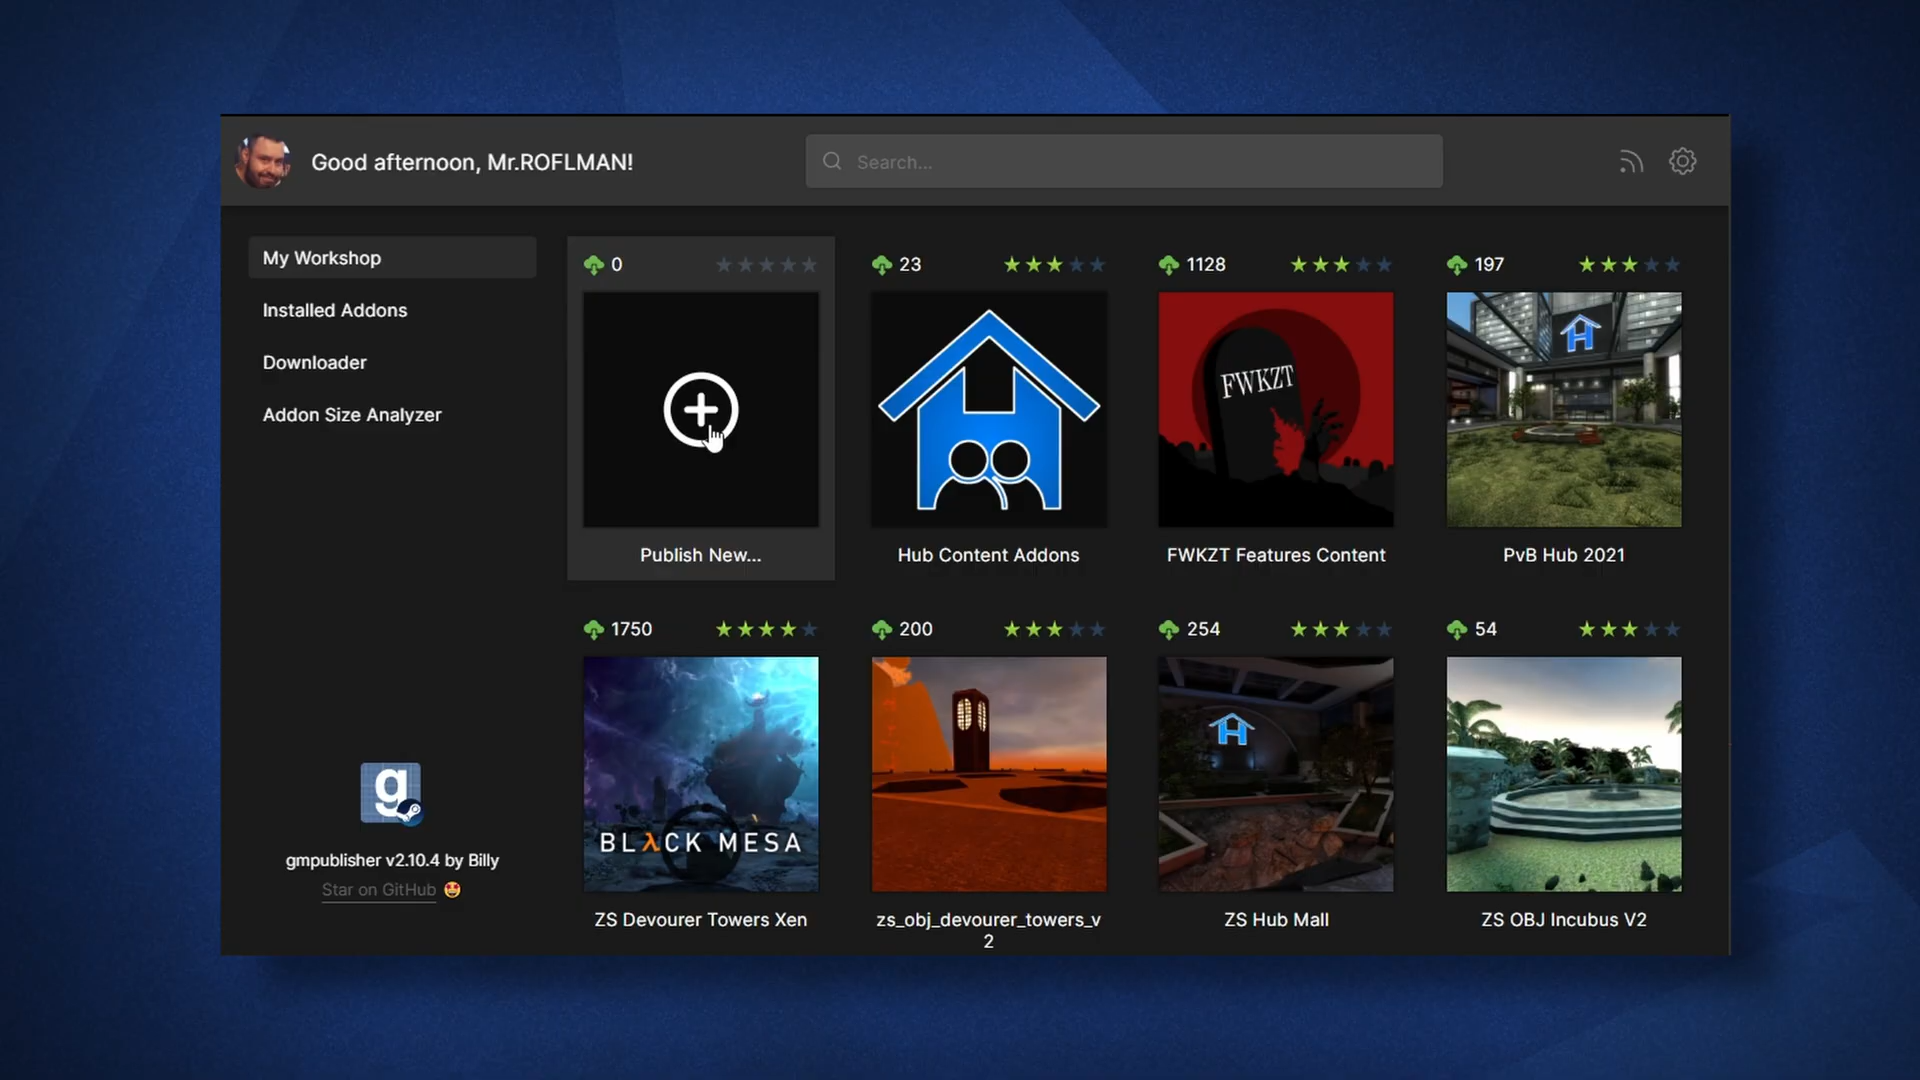 Good afternoon, Mr.ROFLMAN!
Search...
My Workshop
Installed Addons
Downloader
Addon Size Analyzer
0
23
1128
197
FWKZT
H
Publish New...
Hub Content Addons
FWKZT Features Content
PvB Hub 2021
1750
200
254
54
BLλCK MESA
H
ZS Devourer Towers Xen
zs_obj_devourer_towers_v
2
ZS Hub Mall
ZS OBJ Incubus V2
g
gmpublisher v2.10.4 by Billy
Star on GitHub